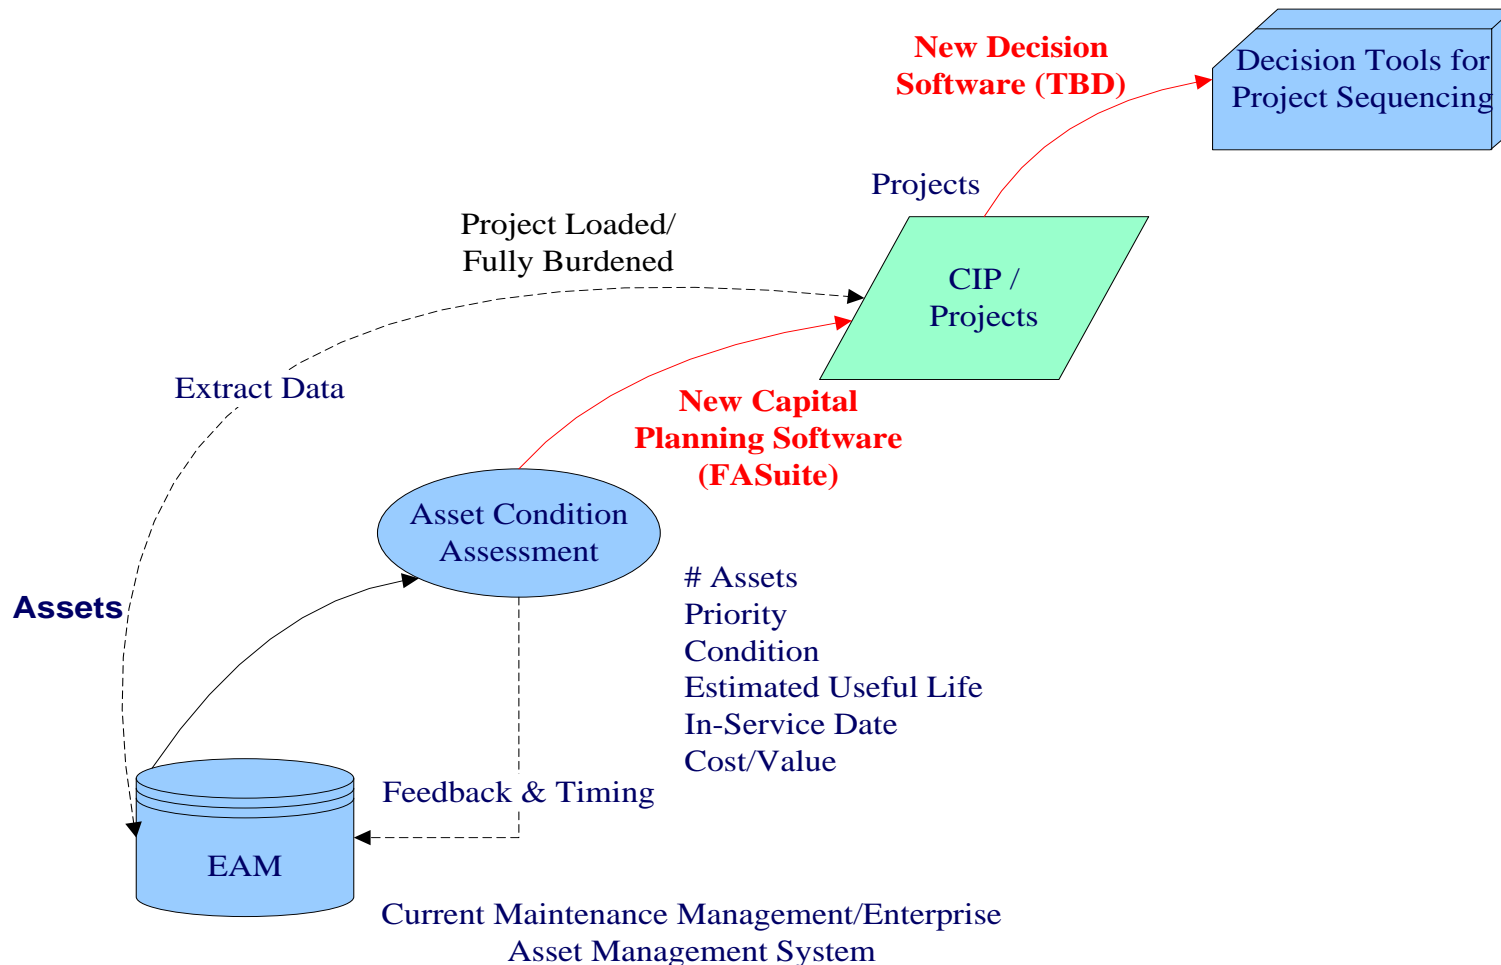 New Decision
Software (TBD)
Decision Tools for
Project Sequencing
Projects
Project Loaded/
Fully Burdened
CIP /
Projects
Extract Data
New Capital
Planning Software
(FASuite)
Asset Condition
Assessment
# Assets
Priority
Condition
Estimated Useful Life
In-Service Date
Cost/Value
Assets
Feedback & Timing
EAM
Current Maintenance Management/Enterprise
Asset Management System